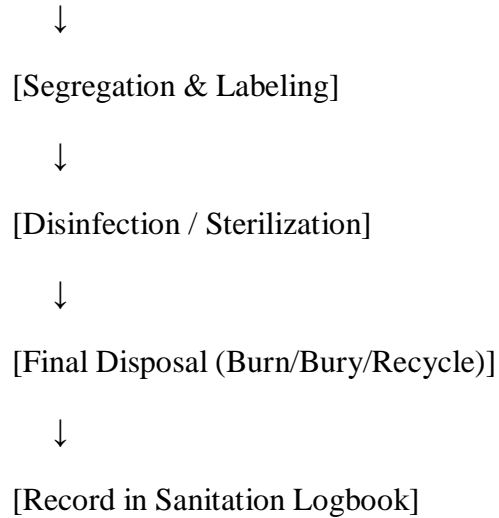 ↓
[Segregation & Labeling]
↓
[Disinfection / Sterilization]
↓
[Final Disposal (Burn/Bury/Recycle)]
↓
[Record in Sanitation Logbook]